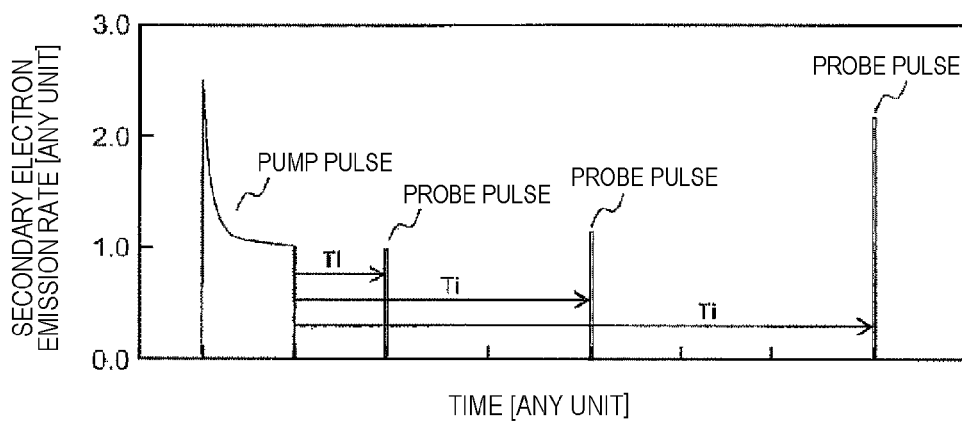 SECONDARY ELECTRON
EMISSION RATE [ANY UNIT]
3.0
2.0
1.0
0.0
PUMP PULSE
PROBE PULSE
PROBE PULSE
PROBE PULSE
TI
Ti
Ti
TIME [ANY UNIT]